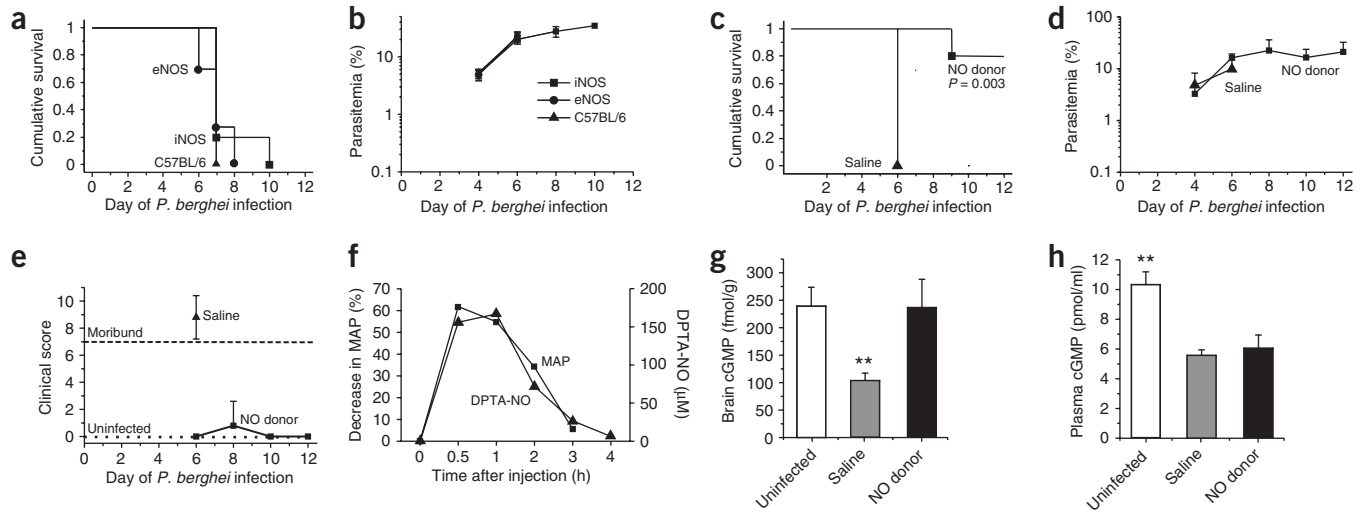 a
Cumulative survival
1
0.8
0.6
0.4
0.2
0
eNOS
iNOS
C57BL/6
0 2 4 6 8 10 12
Day of P. berghei infection
b
Parasitemia (%)
100
10
1
0.1
iNOS
eNOS
C57BL/6
0 2 4 6 8 10 12
Day of P. berghei infection
c
Cumulative survival
1
0.8
0.6
0.4
0.2
0
NO donor
P = 0.003
Saline
2 4 6 8 10 12
Day of P. berghei infection
d
Parasitemia (%)
100
10
1
0.1
Saline
NO donor
0 2 4 6 8 10 12
Day of P. berghei infection
e
Clinical score
10
8
6
4
2
0
Saline
Moribund
NO donor
Uninfected
0 2 4 6 8 10 12
Day of P. berghei infection
f
Decrease in MAP (%)
70
60
50
40
30
20
10
0
MAP
DPTA-NO
200
150
100
50
0
DPTA-NO (µM)
0 0.5 1 2 3 4
Time after injection (h)
g
Brain cGMP (fmol/g)
300
250
200
150
100
50
0
**
Uninfected
Saline
NO donor
h
Plasma cGMP (pmol/ml)
12
10
8
6
4
2
0
**
Uninfected
Saline
NO donor